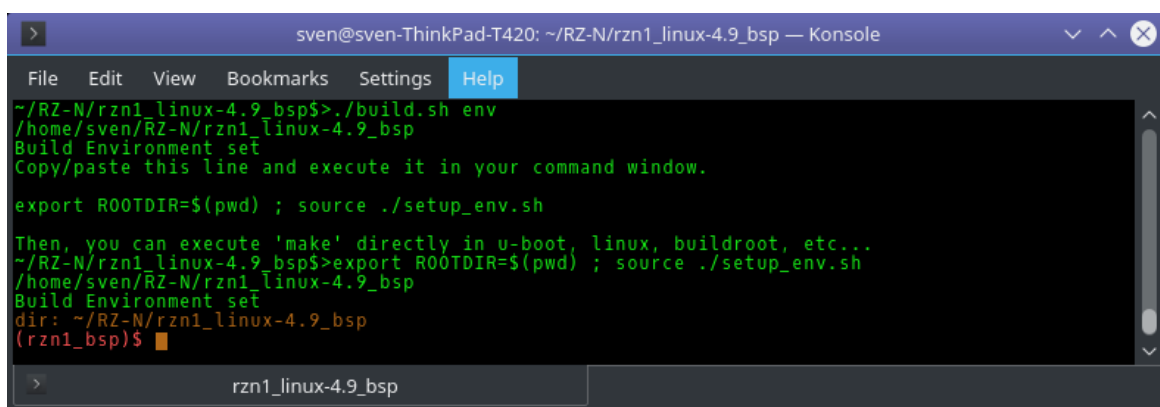 sven@sven-ThinkPad-T420: ~/RZ-N/rzn1_linux-4.9_bsp — Konsole
File Edit View Bookmarks Settings Help
~/RZ-N/rzn1_linux-4.9_bsp$>./build.sh env
/home/sven/RZ-N/rzn1_linux-4.9_bsp
Build Environment set
Copy/paste this line and execute it in your command window.
export ROOTDIR=$(pwd) ; source ./setup_env.sh
Then, you can execute 'make' directly in u-boot, linux, buildroot, etc...
~/RZ-N/rzn1_linux-4.9_bsp$>export ROOTDIR=$(pwd) ; source ./setup_env.sh
/home/sven/RZ-N/rzn1_linux-4.9_bsp
Build Environment set
dir: ~/RZ-N/rzn1_linux-4.9_bsp
(rzn1_bsp)$
rzn1_linux-4.9_bsp